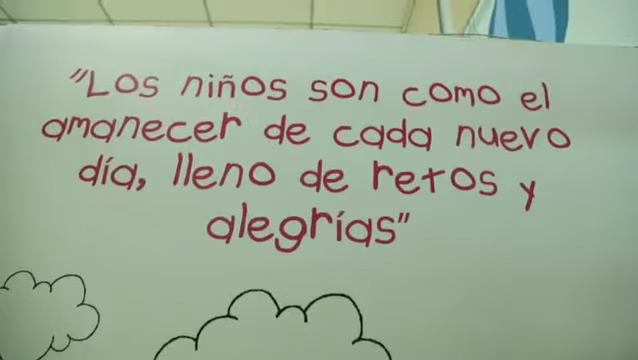 "Los niños son como el
amanecer de cada nuevo
día, lleno de retos y
alegrías"